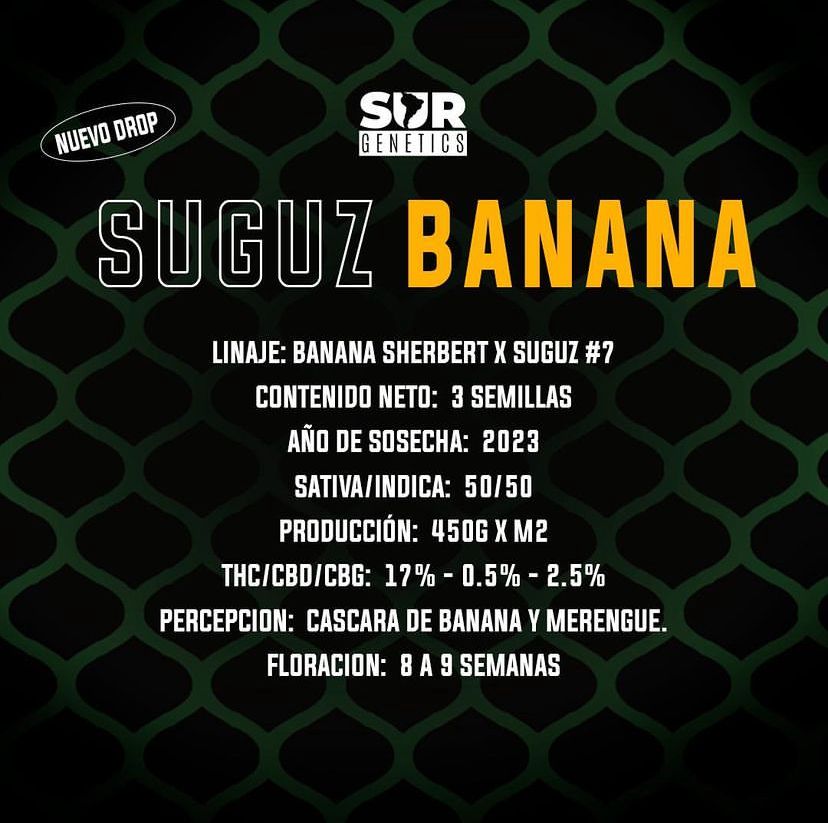 NUEVO DROP
SUR
GENETICS
SUGUZ BANANA
LINAJE: BANANA SHERBERT X SUGUZ #7
CONTENIDO NETO: 3 SEMILLAS
AÑO DE SOSECHA: 2023
SATIVA/INDICA: 50/50
PRODUCCIÓN: 450G X M2
THC/CBD/CBG: 17% - 0.5% - 2.5%
PERCEPCION: CASCARA DE BANANA Y MERENGUE.
FLORACION: 8 A 9 SEMANAS